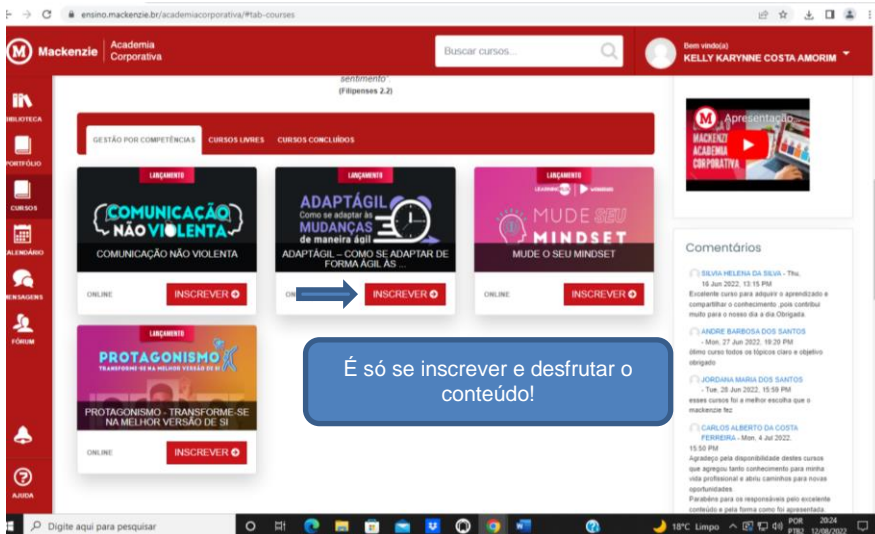 ensino.mackenzie.br/academiacorporativa/#tab-courses
M Mackenzie
Academia
Corporativa
Buscar cursos...
Bem vindo(a)
KELLY KARYNNE COSTA AMORIM
BIBLIOTECA
PORTFÓLIO
CURSOS
CALENDÁRIO
MENSAGENS
FÓRUM
AJUDA
sentimento".
(Filipenses 2.2)
GESTÃO POR COMPETÊNCIAS
CURSOS LIVRES
CURSOS CONCLUÍDOS
LANÇAMENTO
COMUNICAÇÃO
NÃO VIOLENTA
COMUNICAÇÃO NÃO VIOLENTA
ONLINE
INSCREVER
LANÇAMENTO
ADAPTÁGIL
Como se adaptar às
MUDANÇAS
de maneira ágil
ADAPTÁGIL – COMO SE ADAPTAR DE
FORMA ÁGIL ÀS ...
INSCREVER
LANÇAMENTO
MUDE SEU
MINDSET
MUDE O SEU MINDSET
ONLINE
INSCREVER
LANÇAMENTO
PROTAGONISMO
TRANSFORME-SE NA MELHOR VERSÃO DE SI
PROTAGONISMO - TRANSFORME-SE
NA MELHOR VERSÃO DE SI
ONLINE
INSCREVER
É só se inscrever e desfrutar o
conteúdo!
M Apresentação...
MACKENZIE
ACADEMIA
CORPORATIVA
Comentários
SILVIA HELENA DA SILVA - Thu,
16 Jun 2022, 13:15 PM
Excelente curso para adquirir o aprendizado e
compartilhar o conhecimento ,pois contribui
muito para o nosso dia a dia.Obrigada.
ANDRE BARBOSA DOS SANTOS
- Mon, 27 Jun 2022, 19:20 PM
ótimo curso todos os tópicos claro e objetivo
obrigado
JORDANA MARIA DOS SANTOS
- Tue, 28 Jun 2022, 15:59 PM
esses cursos foi a melhor escolha que o
mackenzie fez
CARLOS ALBERTO DA COSTA
FERREIRA - Mon, 4 Jul 2022,
15:50 PM
Agradeço pela disponibilidade destes cursos
que agregou tanto conhecimento para minha
vida profissional e abriu caminhos para novas
oportunidades.
Parabéns para os responsáveis pelo excelente
conteúdo e pela forma como foi apresentada.
Digite aqui para pesquisar
18°C Limpo
POR
PTB2
20:24
12/08/2022